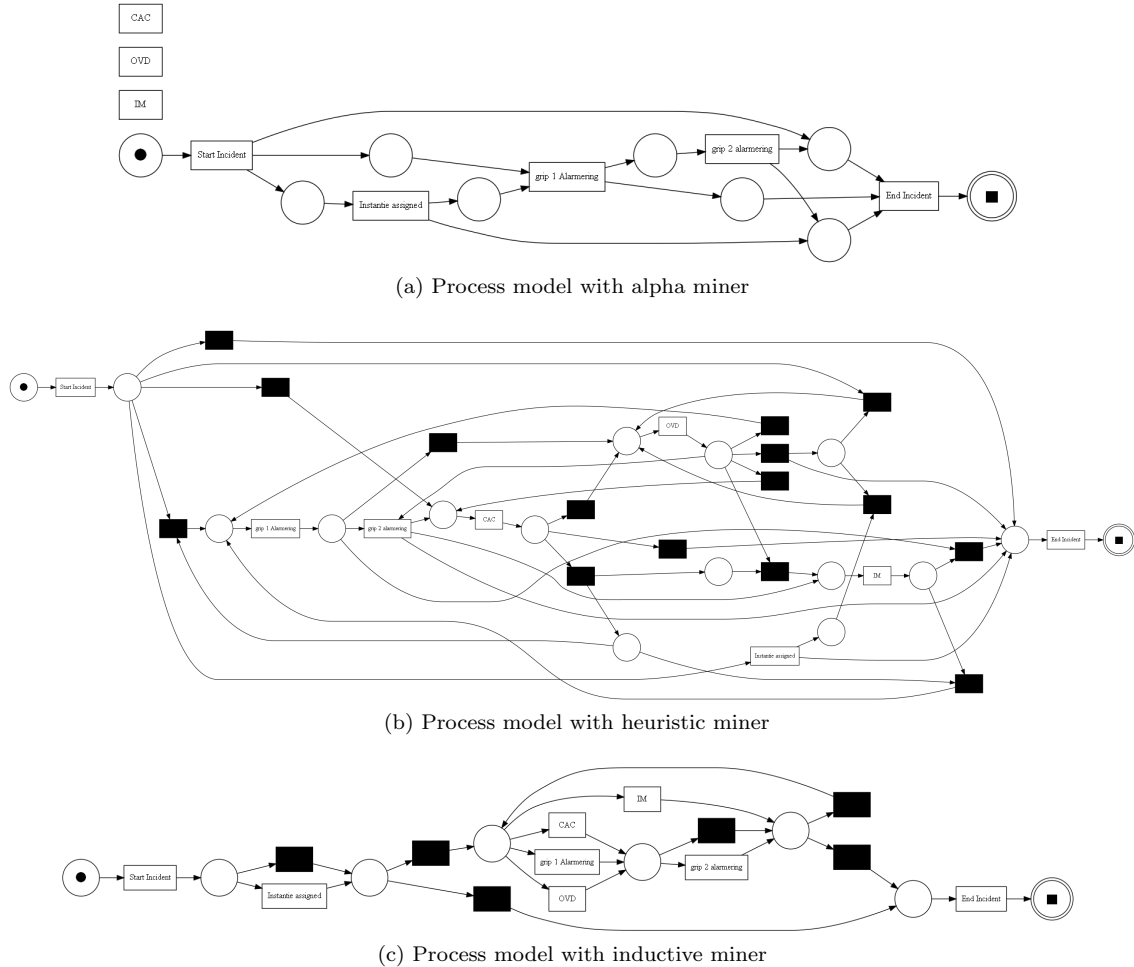 CAC
OVD
IM
Start Incident
Instantie assigned
grip 1 Alarmering
grip 2 alarmering
End Incident
(a) Process model with alpha miner
Start Incident
grip 1 Alarmering
grip 2 alarmering
CAC
OVD
Instantie assigned
IM
End Incident
(b) Process model with heuristic miner
Start Incident
Instantie assigned
IM
CAC
grip 1 Alarmering
OVD
grip 2 alarmering
End Incident
(c) Process model with inductive miner